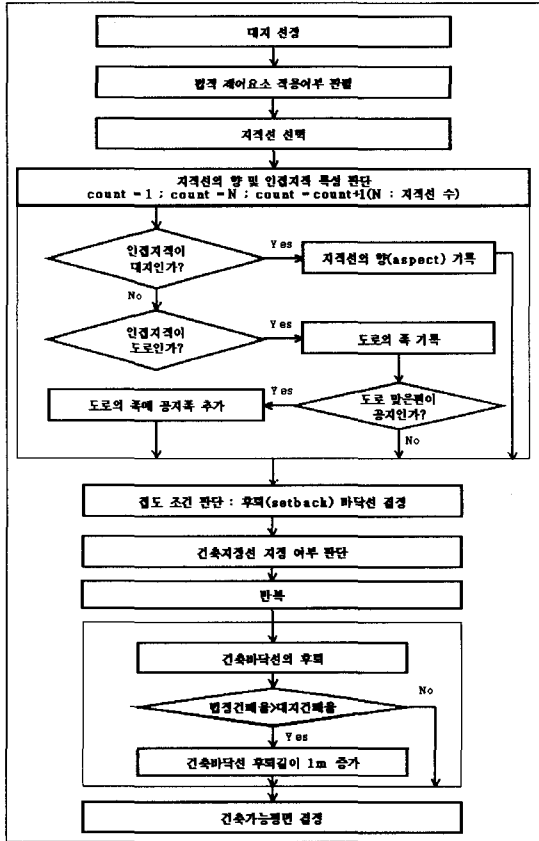 대지 선정
법적 제어요소 적용여부 판별
지적선 선택
지적선의 향 및 인접지적 특성 판단
count = 1 ; count = N ; count = count+1(N : 지적선 수)
인접지적이
대지인가?
Yes
지적선의 향(aspect) 기록
No
인접지적이
도로인가?
Yes
도로의 폭 기록
도로 맞은편이
공지인가?
Yes
도로의 폭에 공지폭 추가
No
접도 조건 판단 : 후퇴(setback) 바닥선 결정
건축지정선 지정 여부 판단
반복
건축바닥선의 후퇴
법정건폐율>대지건폐율
No
Yes
건축바닥선 후퇴길이 1m 증가
건축가능평면 결정